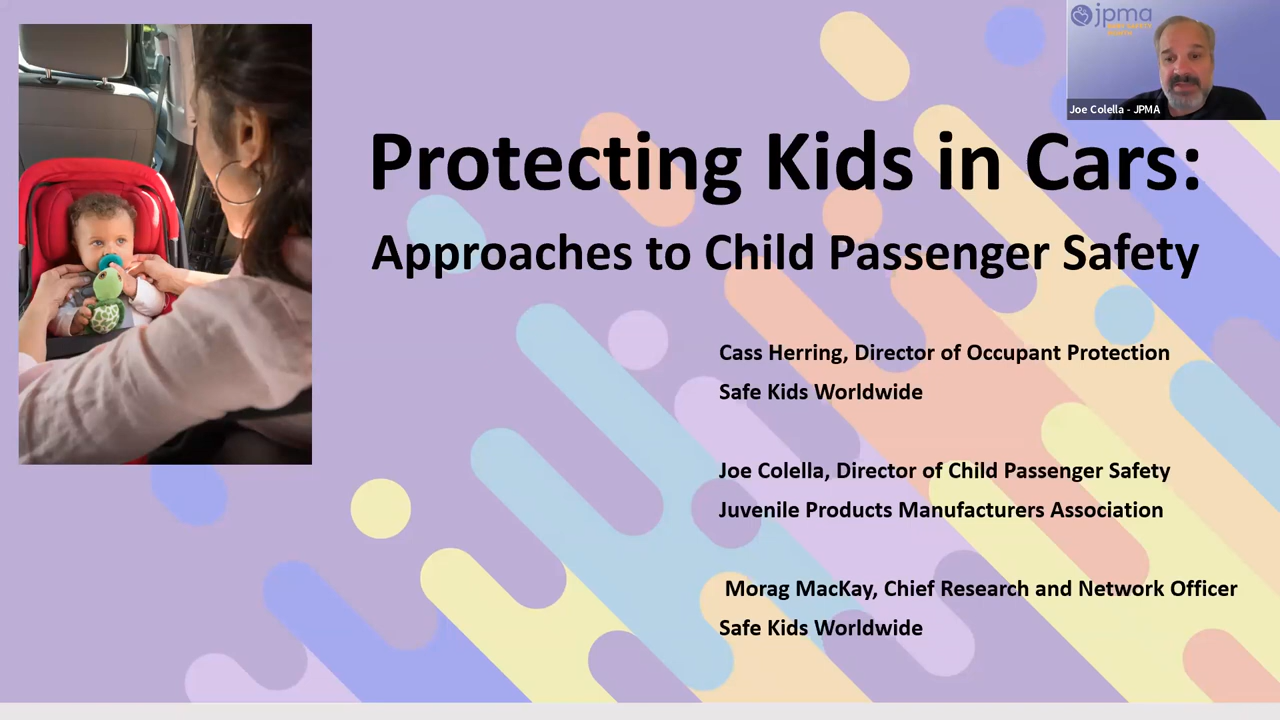 jpma
Joe Colella - JPMA
Protecting Kids in Cars:
Approaches to Child Passenger Safety
Cass Herring, Director of Occupant Protection
Safe Kids Worldwide
Joe Colella, Director of Child Passenger Safety
Juvenile Products Manufacturers Association
Morag MacKay, Chief Research and Network Officer
Safe Kids Worldwide